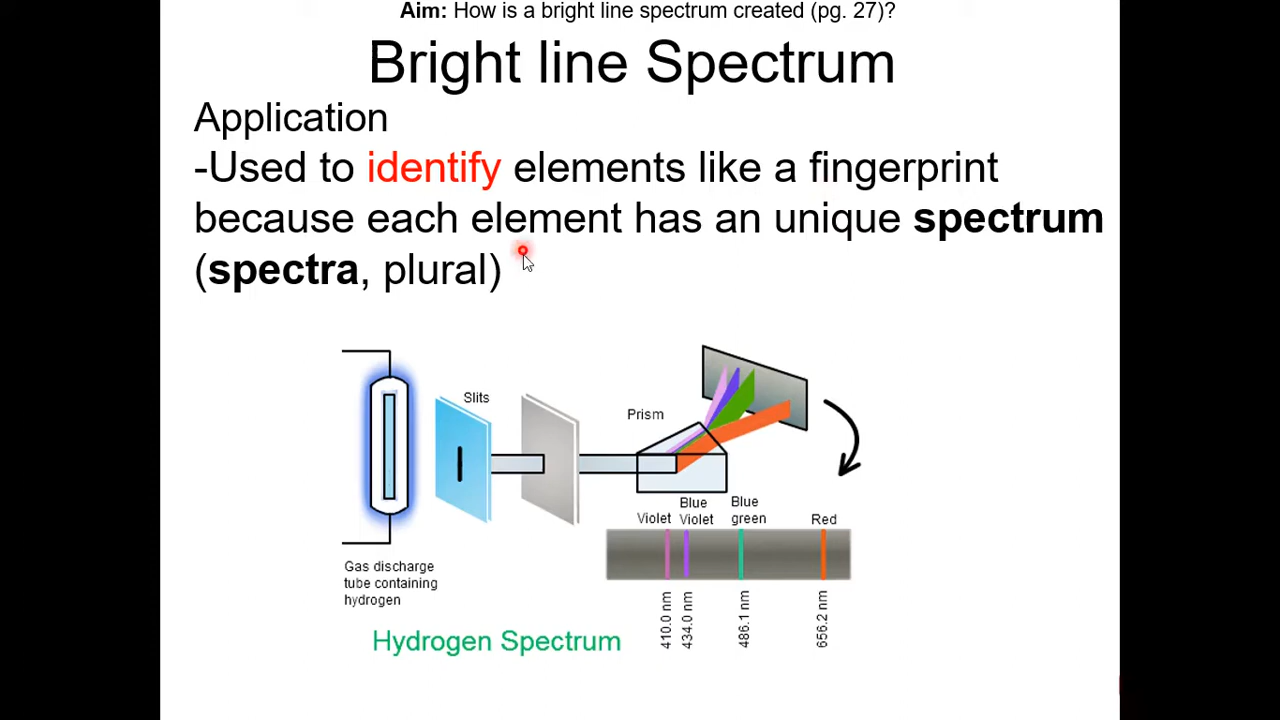 Aim: How is a bright line spectrum created (pg. 27)?
Bright line Spectrum
Application
-Used to identify elements like a fingerprint
because each element has an unique spectrum
(spectra, plural)
Slits
Prism
Gas discharge
tube containing
hydrogen
Violet
Blue
Violet
Blue
green
Red
410.0 nm
434.0 nm
486.1 nm
656.2 nm
Hydrogen Spectrum